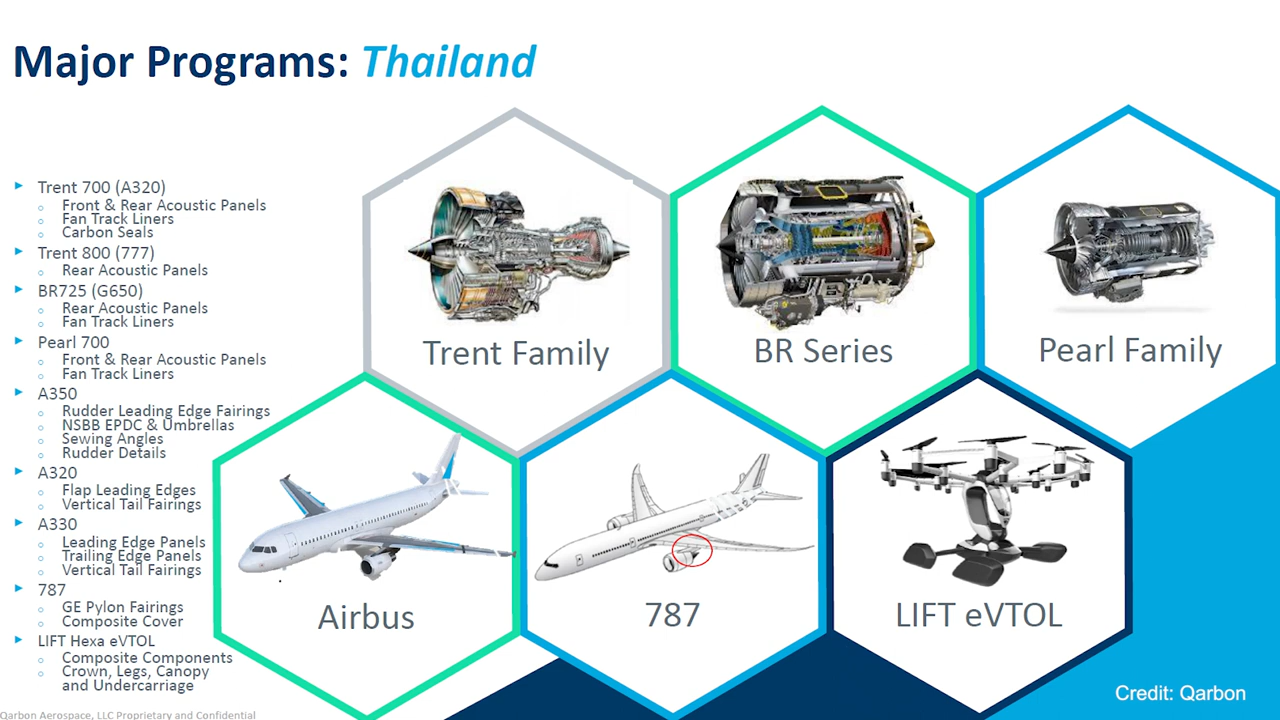 Major Programs: Thailand
Trent 700 (A320)
Front & Rear Acoustic Panels
Fan Track Liners
Carbon Seals
Trent 800 (777)
Rear Acoustic Panels
BR725 (G650)
Rear Acoustic Panels
Fan Track Liners
Pearl 700
Front & Rear Acoustic Panels
Fan Track Liners
A350
Rudder Leading Edge Fairings
NSBB EPDC & Umbrellas
Sewing Angles
Rudder Details
A320
Flap Leading Edges
Vertical Tail Fairings
A330
Leading Edge Panels
Trailing Edge Panels
Vertical Tail Fairings
787
GE Pylon Fairings
Composite Cover
LIFT Hexa eVTOL
Composite Components
Crown, Legs, Canopy
and Undercarriage
Trent Family
BR Series
Pearl Family
Airbus
787
LIFT eVTOL
Credit: Qarbon
Qarbon Aerospace, LLC Proprietary and Confidential